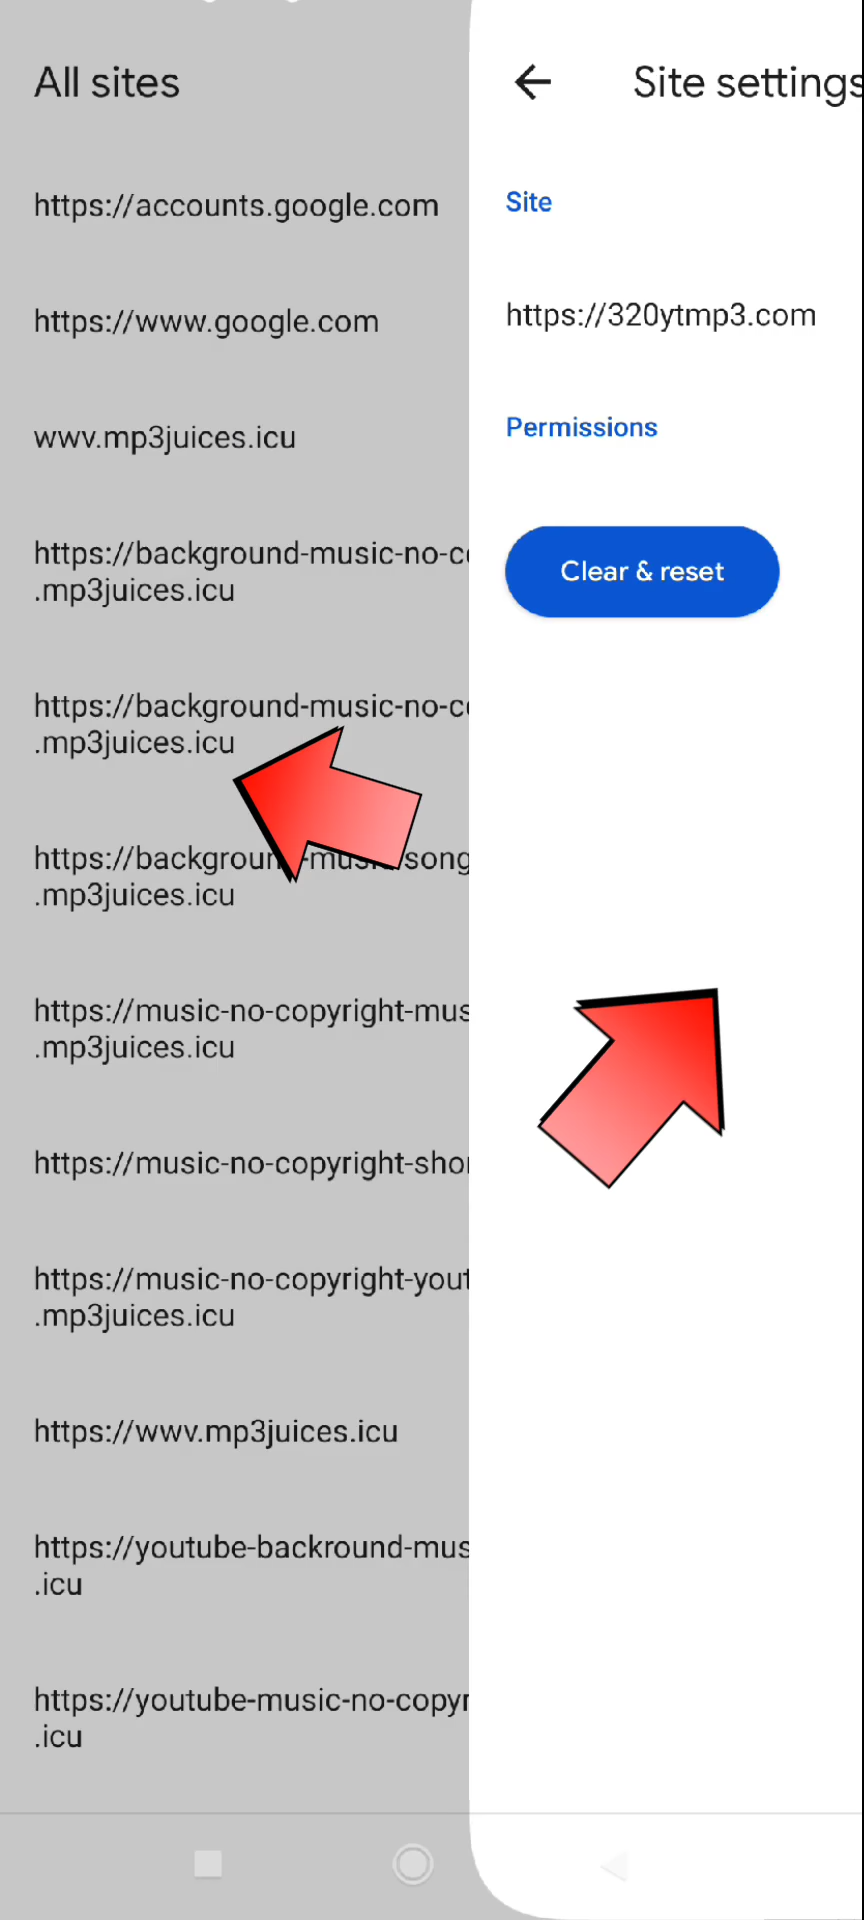 All sites
https://accounts.google.com
https://www.google.com
wwv.mp3juices.icu
https://background-music-no-c
.mp3juices.icu
https://background-music-no-c
.mp3juices.icu
https://background-music-song
.mp3juices.icu
https://music-no-copyright-mus
.mp3juices.icu
https://music-no-copyright-sho
https://music-no-copyright-yout
.mp3juices.icu
https://wwv.mp3juices.icu
https://youtube-backround-mus
.icu
https://youtube-music-no-copyr
.icu
Site settings
Site
https://320ytmp3.com
Permissions
Clear & reset